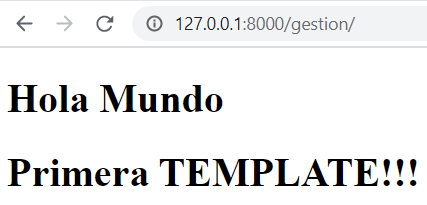 127.0.0.1:8000/gestion/
Hola Mundo
Primera TEMPLATE!!!